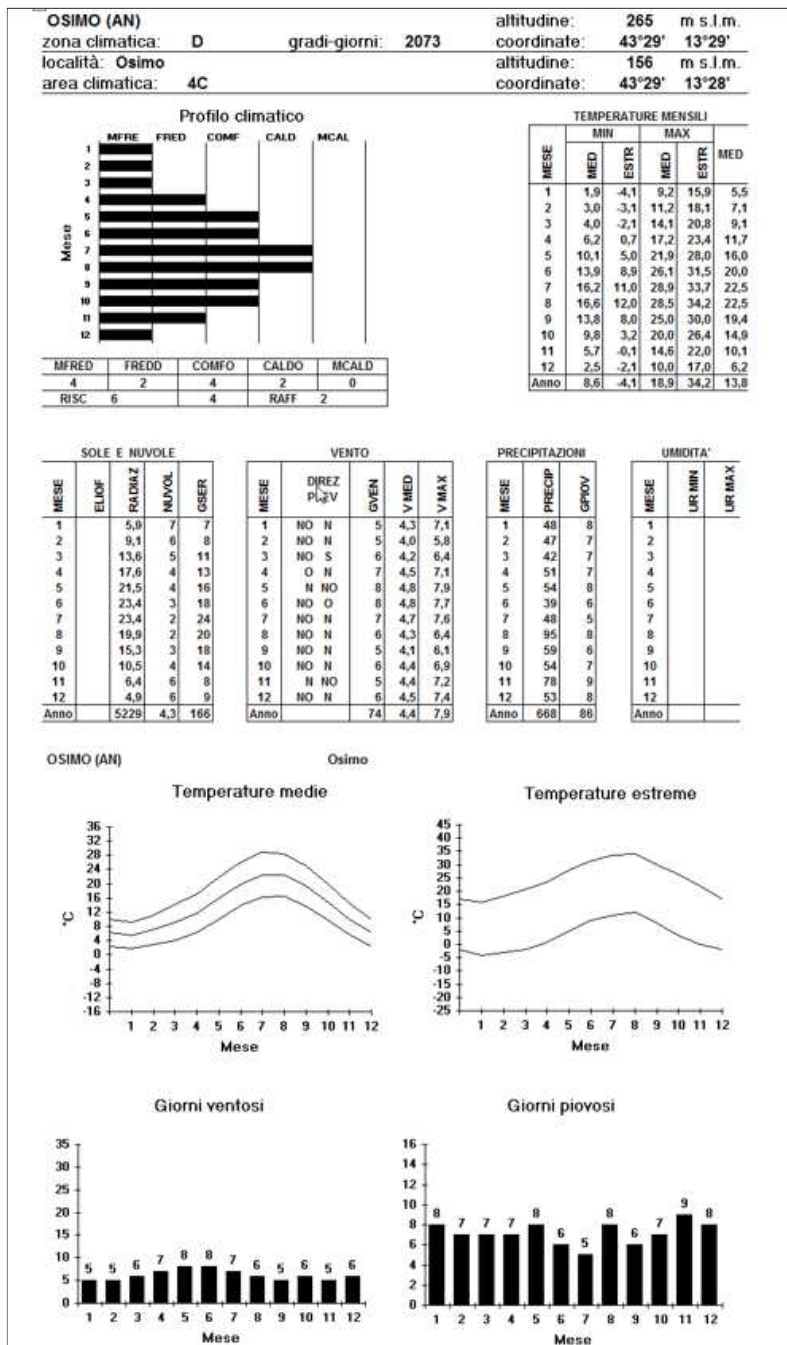 OSIMO (AN) altitudine: 265 m s.l.m.
zona climatica: D gradi-giorni: 2073 coordinate: 43°29' 13°29'
località: Osimo altitudine: 156 m s.l.m.
area climatica: 4C coordinate: 43°29' 13°28'
Profilo climatico
MFRE FRED COMF CALD MCAL
Mese
1
2
3
4
5
6
7
8
9
10
11
12
MFRED FREDD COMFO CALDO MCALD
4 2 4 2 0
RISC 6 4 RAFF 2
TEMPERATURE MENSILI
MIN MAX
MESE MED ESTR MED ESTR MED
1 1,9 -4,1 9,2 15,9 5,5
2 3,0 -3,1 11,2 18,1 7,1
3 4,0 -2,1 14,1 20,8 9,1
4 6,2 0,7 17,2 23,4 11,7
5 10,1 5,0 21,9 28,0 16,0
6 13,9 8,9 26,1 31,5 20,0
7 16,2 11,0 28,9 33,7 22,5
8 16,6 12,0 28,5 34,2 22,5
9 13,8 8,0 25,0 30,0 19,4
10 9,8 3,2 20,0 26,4 14,9
11 5,7 -0,1 14,6 22,0 10,1
12 2,5 -2,1 10,0 17,0 6,2
Anno 8,6 -4,1 18,9 34,2 13,8
SOLE E NUVOLE
MESE ELIOF RADIAZ NUVOL GSER
1 5,9 7 7
2 9,1 6 8
3 13,6 5 11
4 17,6 4 13
5 21,5 4 16
6 23,4 3 18
7 23,4 2 24
8 19,9 2 20
9 15,3 3 18
10 10,5 4 14
11 6,4 6 8
12 4,9 6 9
Anno 5229 4,3 166
VENTO
MESE DIREZ PREV GVEN V MED V MAX
1 NO N 5 4,3 7,1
2 NO N 5 4,0 5,8
3 NO S 6 4,2 6,4
4 O N 7 4,5 7,1
5 N NO 8 4,8 7,9
6 NO O 8 4,8 7,7
7 NO N 7 4,7 7,6
8 NO N 6 4,3 6,4
9 NO N 5 4,1 6,1
10 NO N 6 4,4 6,9
11 N NO 5 4,4 7,2
12 NO N 6 4,5 7,4
Anno 74 4,4 7,9
PRECIPITAZIONI
MESE PRECIP GPIOV
1 48 8
2 47 7
3 42 7
4 51 7
5 54 8
6 39 6
7 48 5
8 95 8
9 59 6
10 54 7
11 78 9
12 53 8
Anno 668 86
UMIDITA'
MESE UR MIN UR MAX
1
2
3
4
5
6
7
8
9
10
11
12
Anno
OSIMO (AN) Osimo
Temperature medie
°C
36
32
28
24
20
16
12
8
4
0
-4
-8
-12
-16
1 2 3 4 5 6 7 8 9 10 11 12
Mese
Temperature estreme
°C
45
40
35
30
25
20
15
10
5
0
-5
-10
-15
-20
-25
1 2 3 4 5 6 7 8 9 10 11 12
Mese
Giorni ventosi
35
30
25
20
15
10
5
0
5 5 6 7 8 8 7 6 5 6 5 6
1 2 3 4 5 6 7 8 9 10 11 12
Mese
Giorni piovosi
16
14
12
10
8
6
4
2
0
8 7 7 7 8 6 5 8 6 7 9 8
1 2 3 4 5 6 7 8 9 10 11 12
Mese